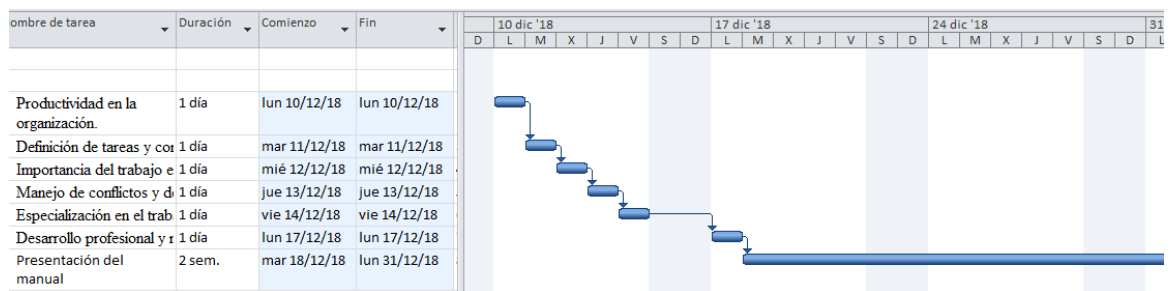 ombre de tarea Duración Comienzo Fin 10 dic '18 17 dic '18 24 dic '18 31
D L M X J V S D L M X J V S D L M X J V S D L
Productividad en la 1 día lun 10/12/18 lun 10/12/18
organización.
Definición de tareas y cor 1 día mar 11/12/18 mar 11/12/18
Importancia del trabajo e 1 día mié 12/12/18 mié 12/12/18
Manejo de conflictos y de 1 día jue 13/12/18 jue 13/12/18
Especialización en el trab 1 día vie 14/12/18 vie 14/12/18
Desarrollo profesional y r 1 día lun 17/12/18 lun 17/12/18
Presentación del 2 sem. mar 18/12/18 lun 31/12/18
manual